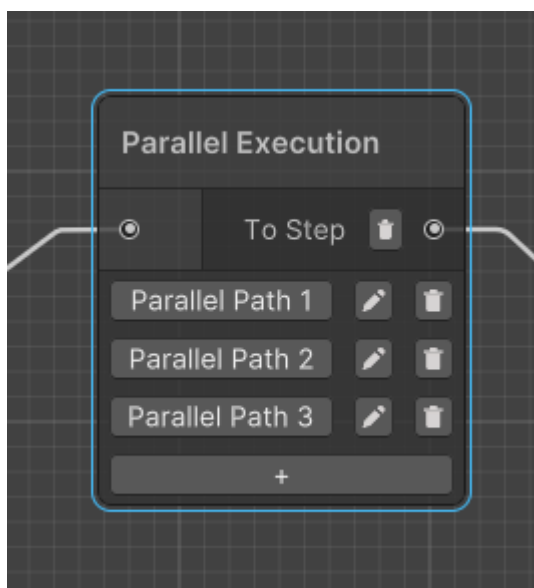 Parallel Execution
To Step
Parallel Path 1
Parallel Path 2
Parallel Path 3
+